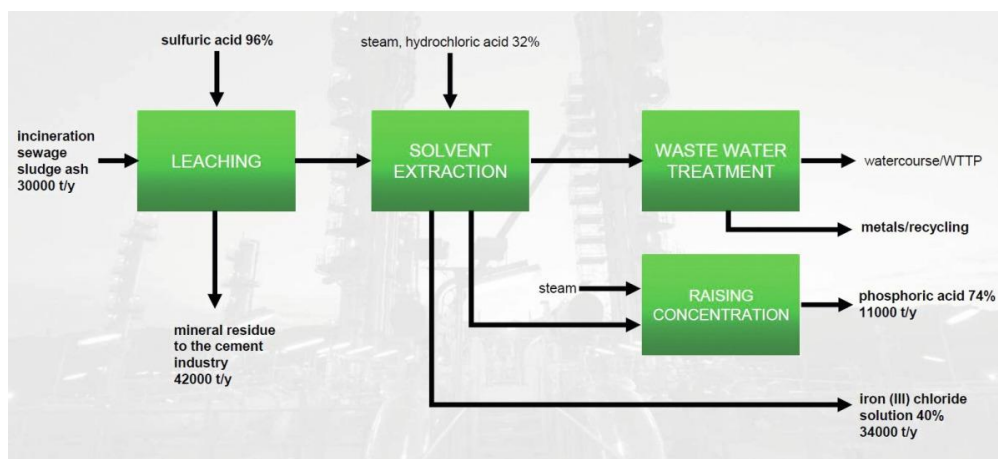 sulfuric acid 96%
steam, hydrochloric acid 32%
incineration
sewage
sludge ash
30000 t/y
LEACHING
SOLVENT
EXTRACTION
WASTE WATER
TREATMENT
watercourse/WTTP
metals/recycling
steam
RAISING
CONCENTRATION
phosphoric acid 74%
11000 t/y
mineral residue
to the cement
industry
42000 t/y
iron (III) chloride
solution 40%
34000 t/y